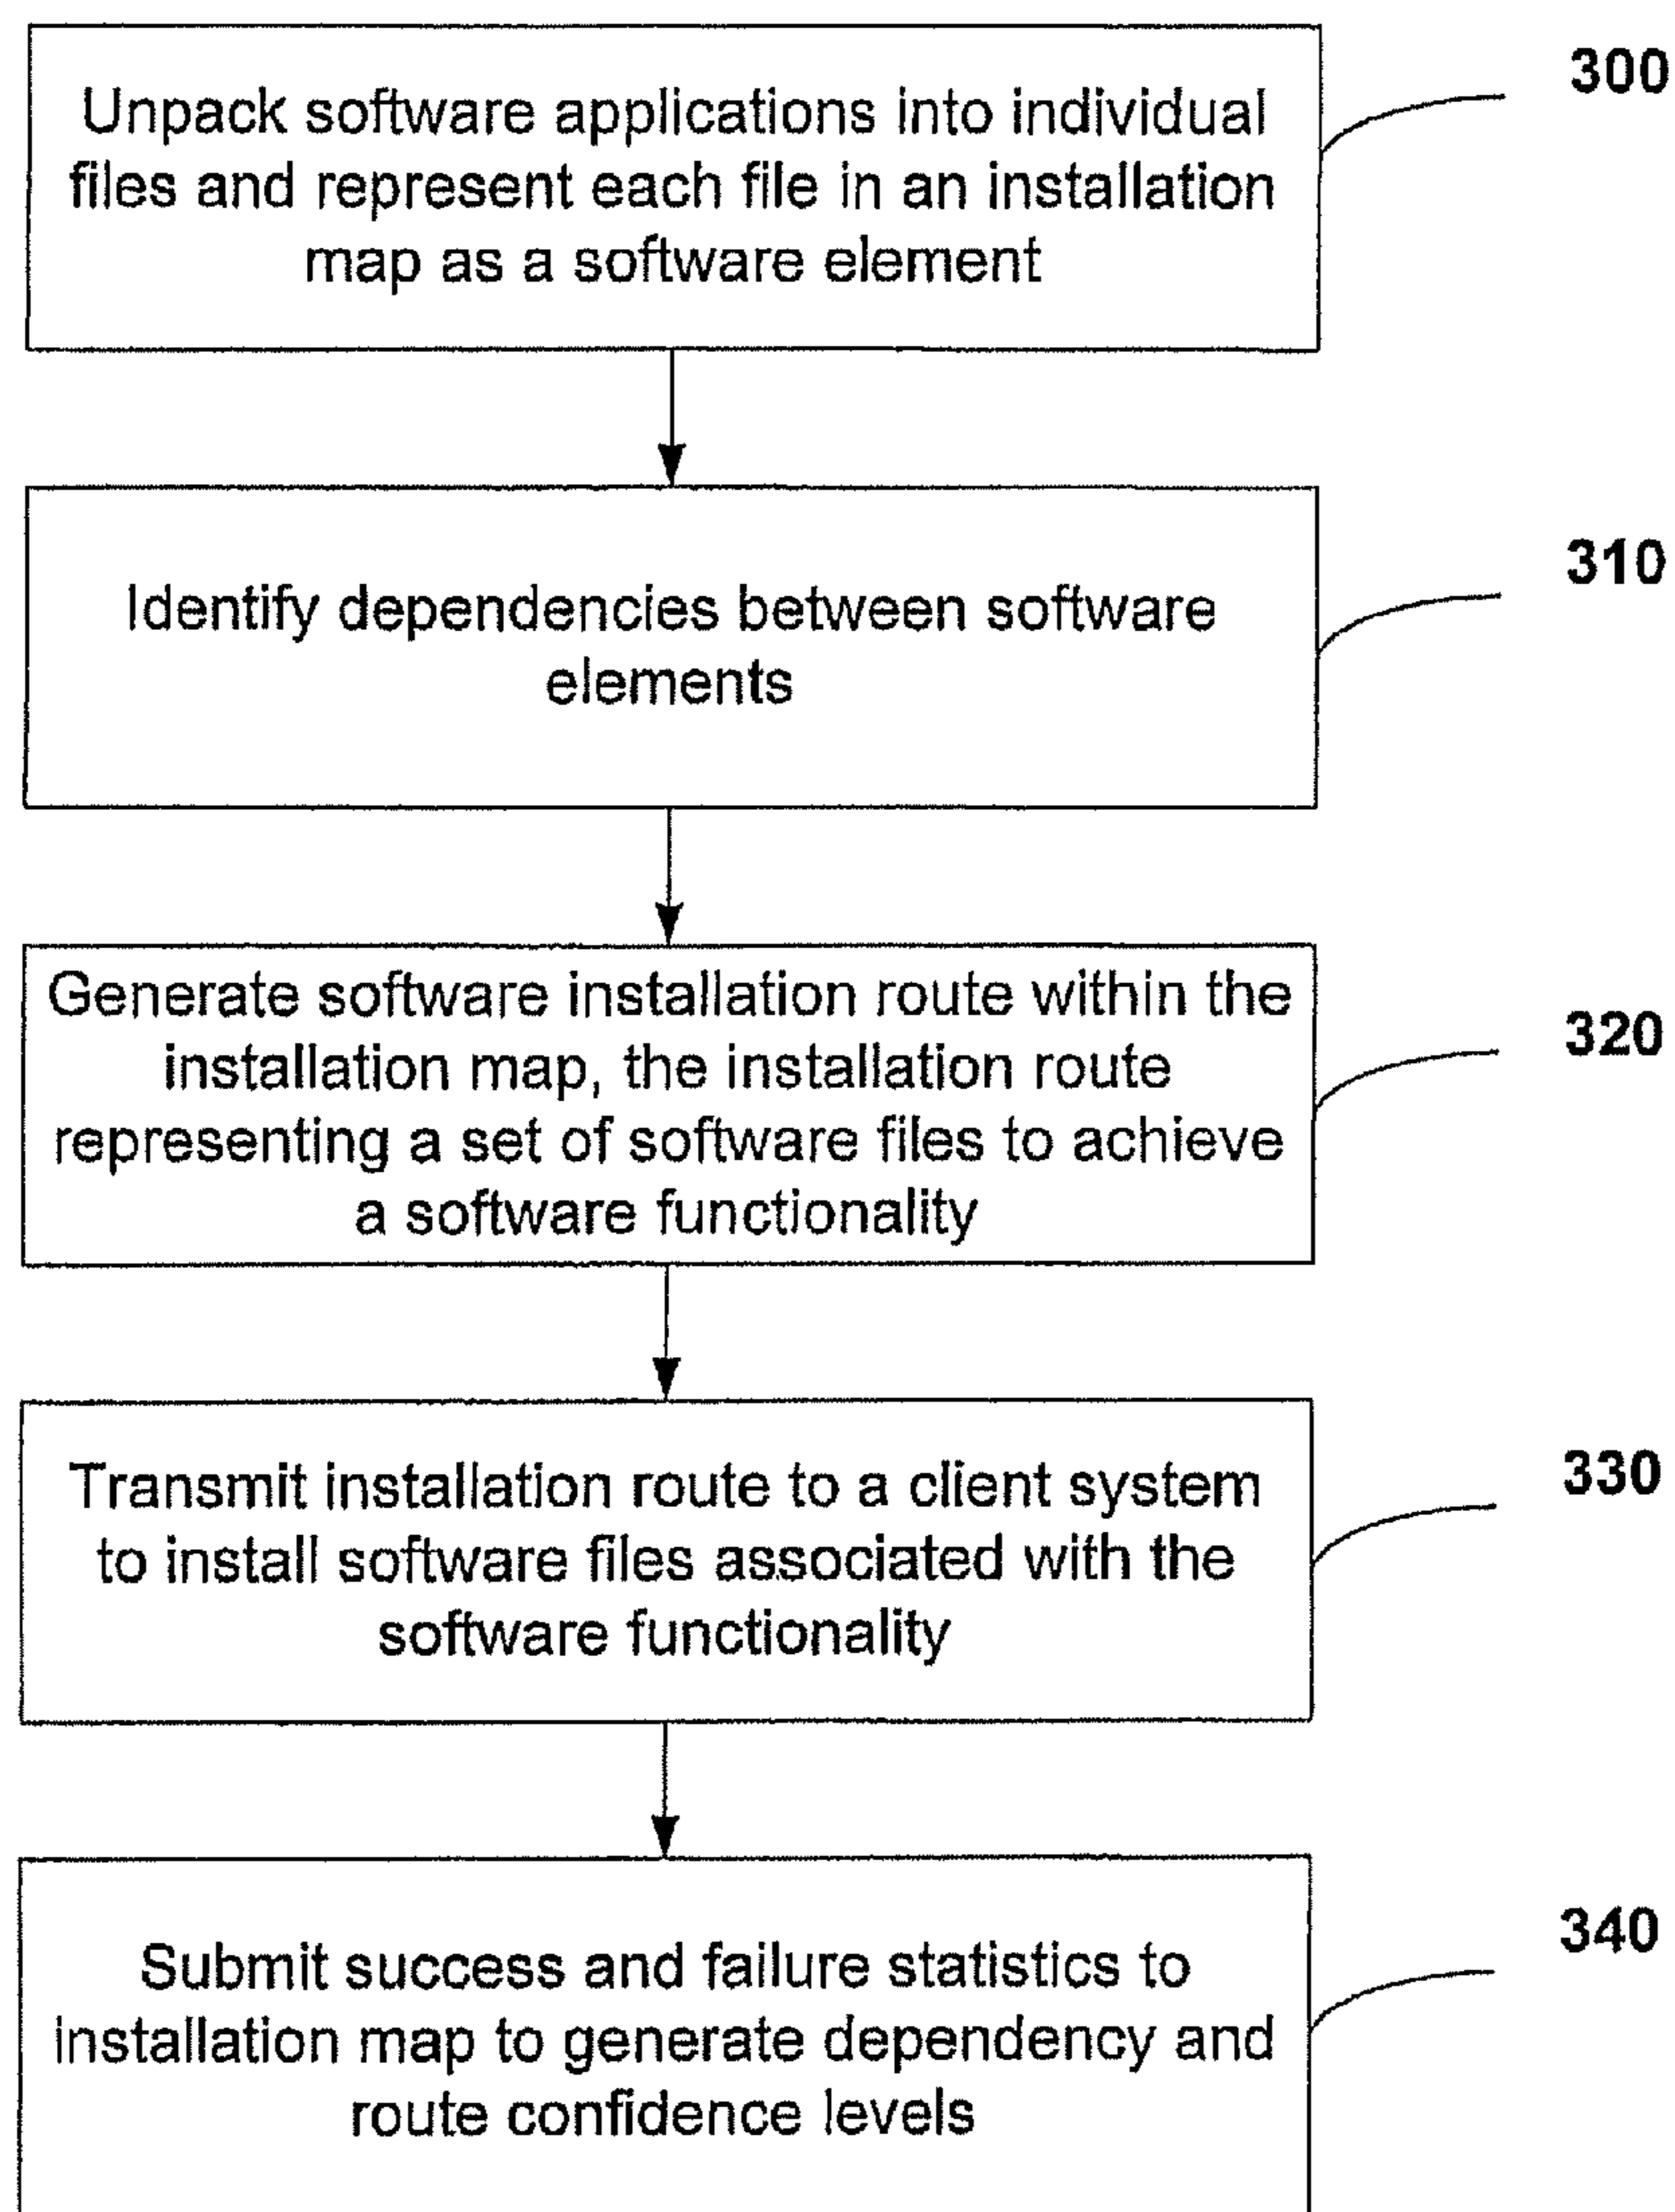 300
Unpack software applications into individual
files and represent each file in an installation
map as a software element
310
Identify dependencies between software
elements
320
Generate software installation route within the
installation map, the installation route
representing a set of software files to achieve
a software functionality
330
Transmit installation route to a client system
to install software files associated with the
software functionality
340
Submit success and failure statistics to
installation map to generate dependency and
route confidence levels